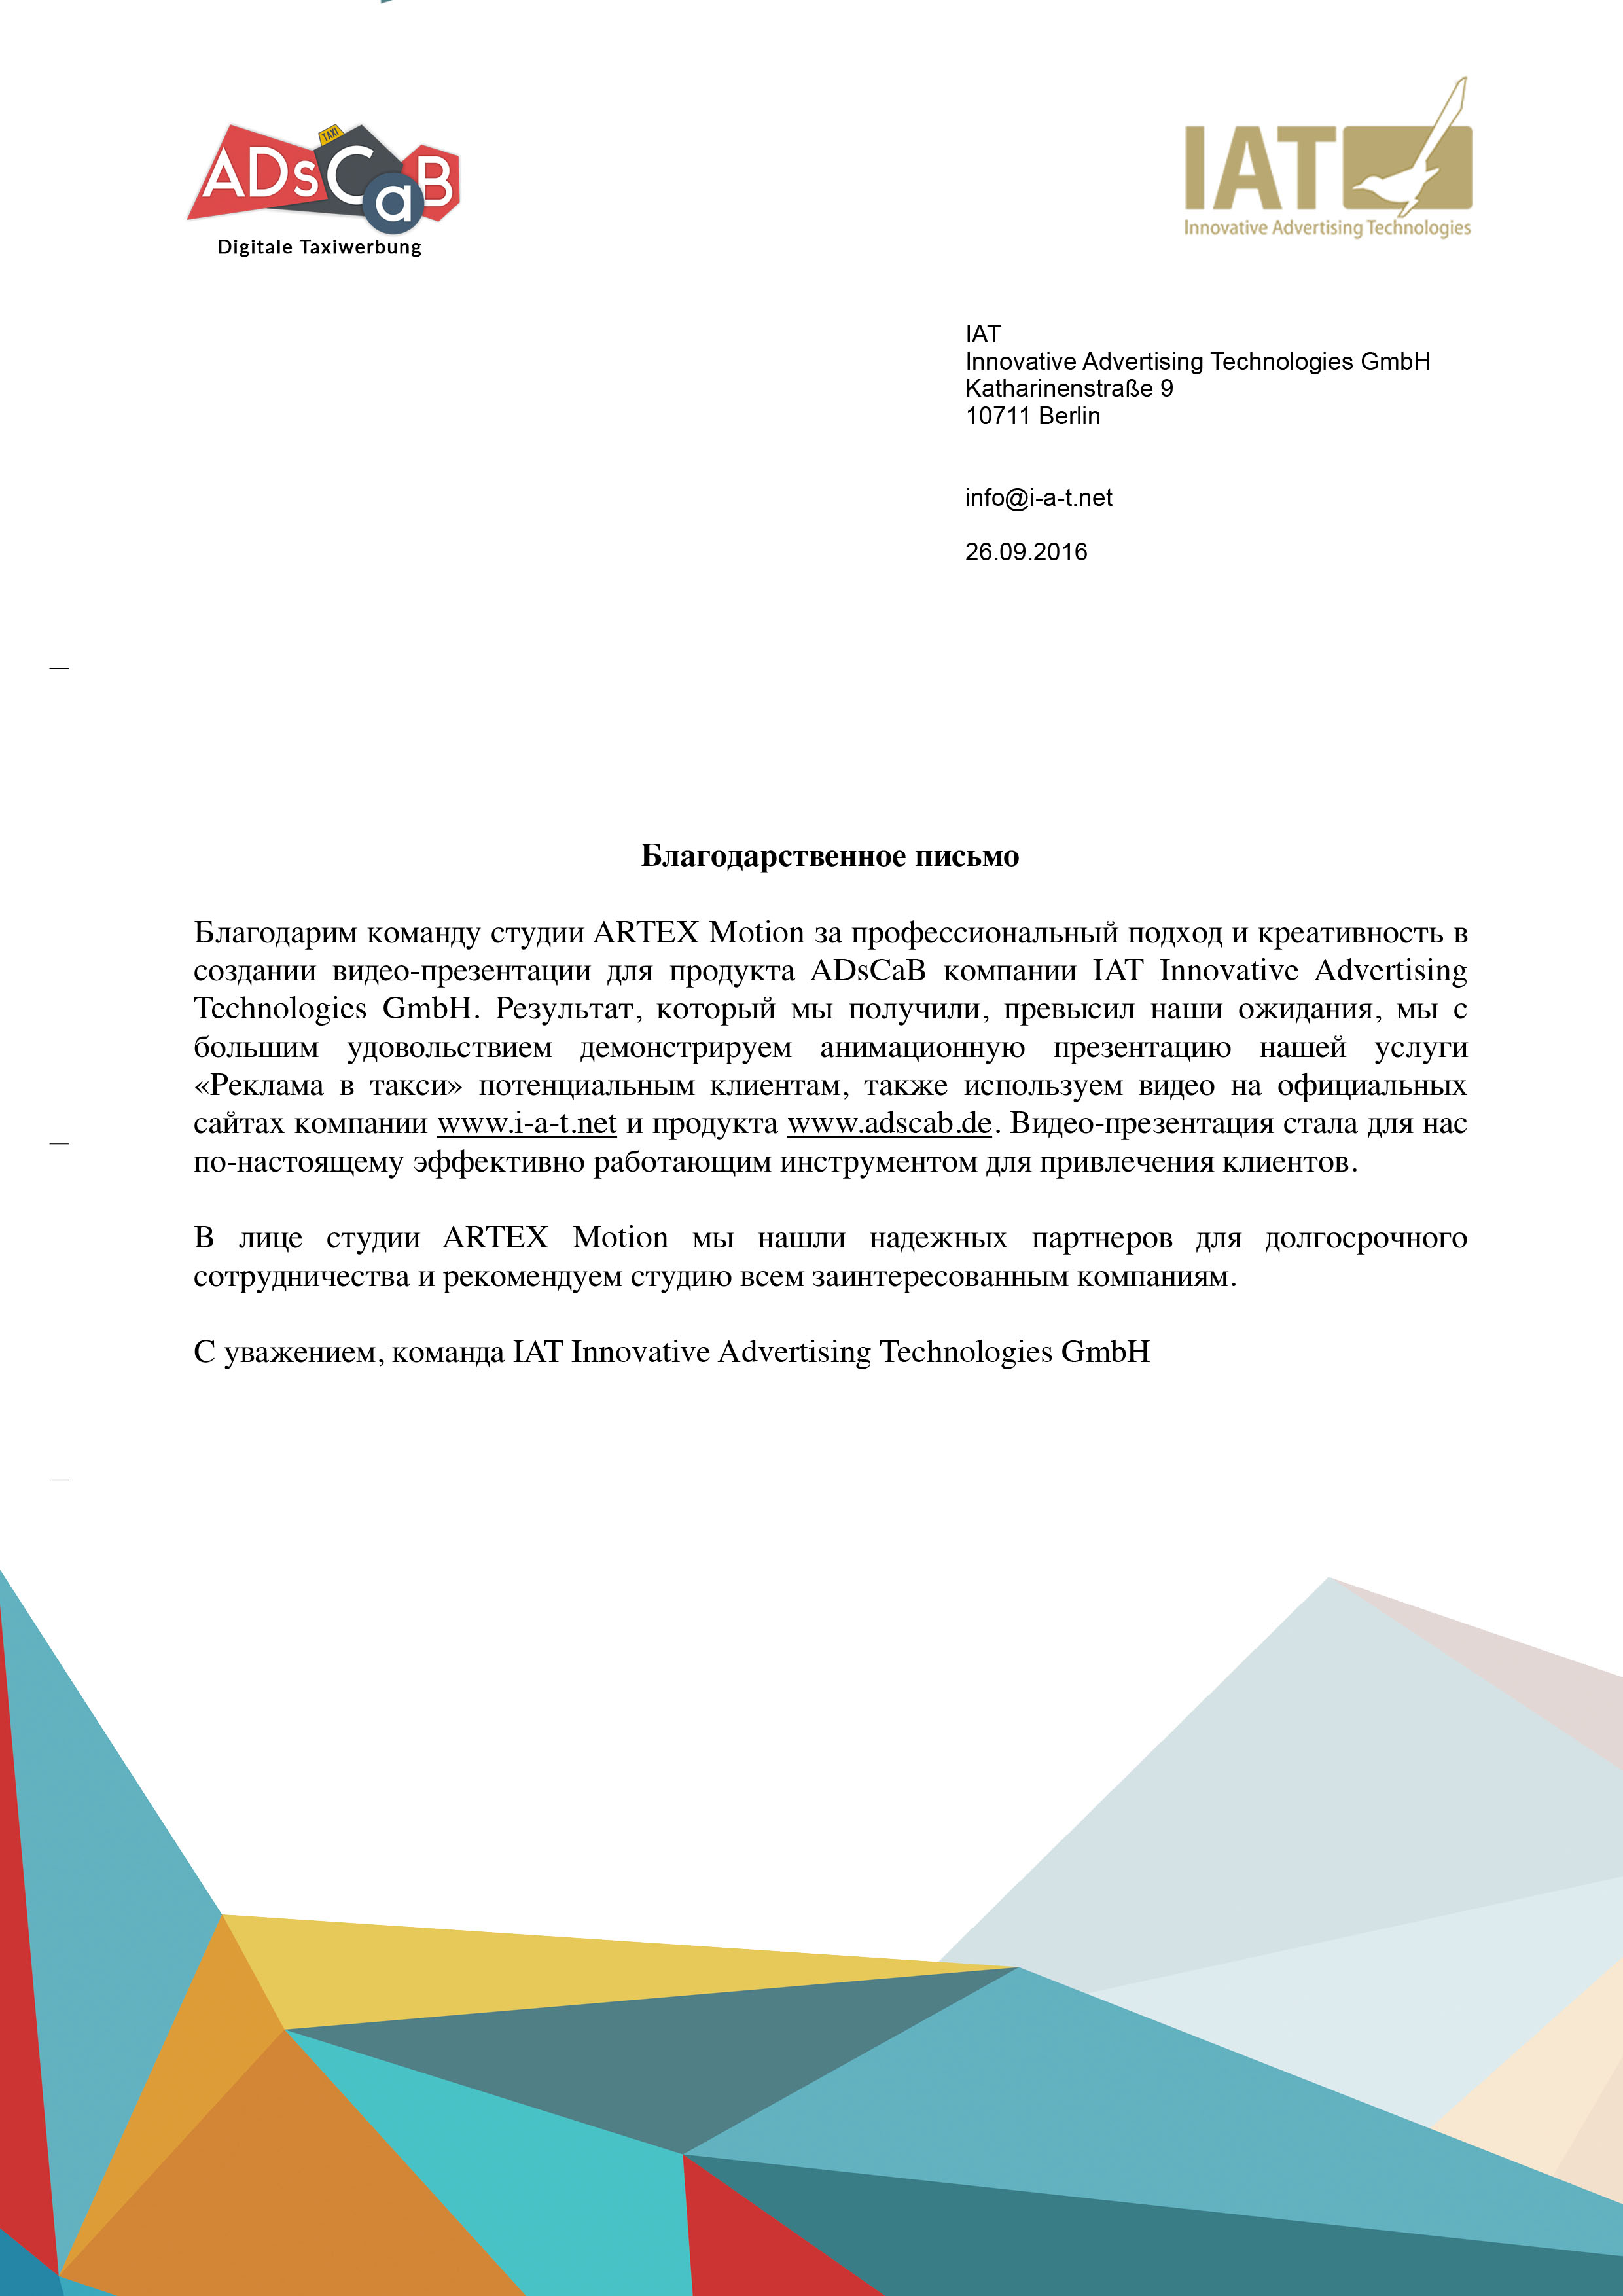 ADsCaB
TAXI
Digitale Taxiwerbung
IAT
Innovative Advertising Technologies
IAT
Innovative Advertising Technologies GmbH
Katharinenstraße 9
10711 Berlin
info@i-a-t.net
26.09.2016
Благодарственное письмо
Благодарим команду студии ARTEX Motion за профессиональный подход и креативность в
создании видео-презентации для продукта ADsCaB компании IAT Innovative Advertising
Technologies GmbH. Результат, который мы получили, превысил наши ожидания, мы с
большим удовольствием демонстрируем анимационную презентацию нашей услуги
«Реклама в такси» потенциальным клиентам, также используем видео на официальных
сайтах компании www.i-a-t.net и продукта www.adscab.de. Видео-презентация стала для нас
по-настоящему эффективно работающим инструментом для привлечения клиентов.
В лице студии ARTEX Motion мы нашли надежных партнеров для долгосрочного
сотрудничества и рекомендуем студию всем заинтересованным компаниям.
С уважением, команда IAT Innovative Advertising Technologies GmbH